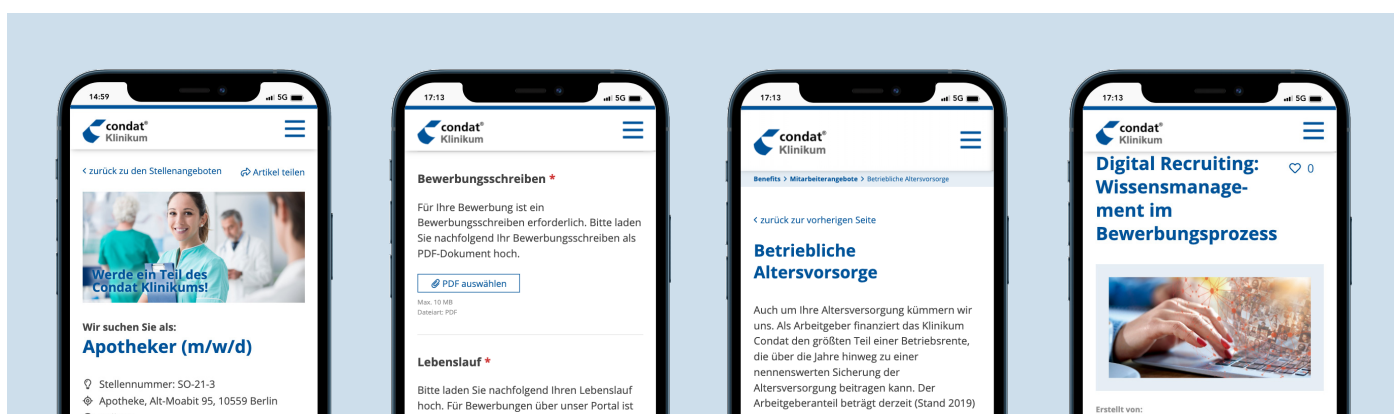 14:59
5G
condat®
Klinikum
< zurück zu den Stellenangeboten
Artikel teilen
Werde ein Teil des
Condat Klinikums!
Wir suchen Sie als:
Apotheker (m/w/d)
Stellennummer: SO-21-3
Apotheke, Alt-Moabit 95, 10559 Berlin
17:13
5G
condat®
Klinikum
Bewerbungsschreiben *
Für Ihre Bewerbung ist ein
Bewerbungsschreiben erforderlich. Bitte laden
Sie nachfolgend Ihr Bewerbungsschreiben als
PDF-Dokument hoch.
PDF auswählen
Max. 10 MB
Dateiart: PDF
Lebenslauf *
Bitte laden Sie nachfolgend Ihren Lebenslauf
hoch. Für Bewerbungen über unser Portal ist
17:13
5G
condat®
Klinikum
Benefits > Mitarbeiterangebote > Betriebliche Altersvorsorge
< zurück zur vorherigen Seite
Betriebliche
Altersvorsorge
Auch um Ihre Altersversorgung kümmern wir
uns. Als Arbeitgeber finanziert das Klinikum
Condat den größten Teil einer Betriebsrente,
die über die Jahre hinweg zu einer
nennenswerten Sicherung der
Altersversorgung beitragen kann. Der
Arbeitgeberanteil beträgt derzeit (Stand 2019)
17:13
5G
condat®
Klinikum
Digital Recruiting:
Wissensmanage-
ment im
Bewerbungsprozess
0
Erstellt von: